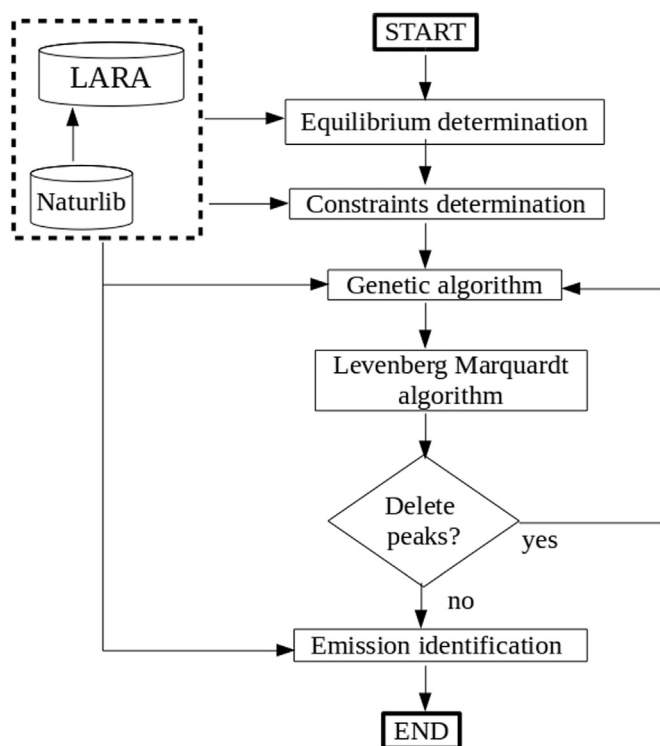 START
LARA
Naturlib
Equilibrium determination
Constraints determination
Genetic algorithm
Levenberg Marquardt
algorithm
Delete
peaks?
yes
no
Emission identification
END